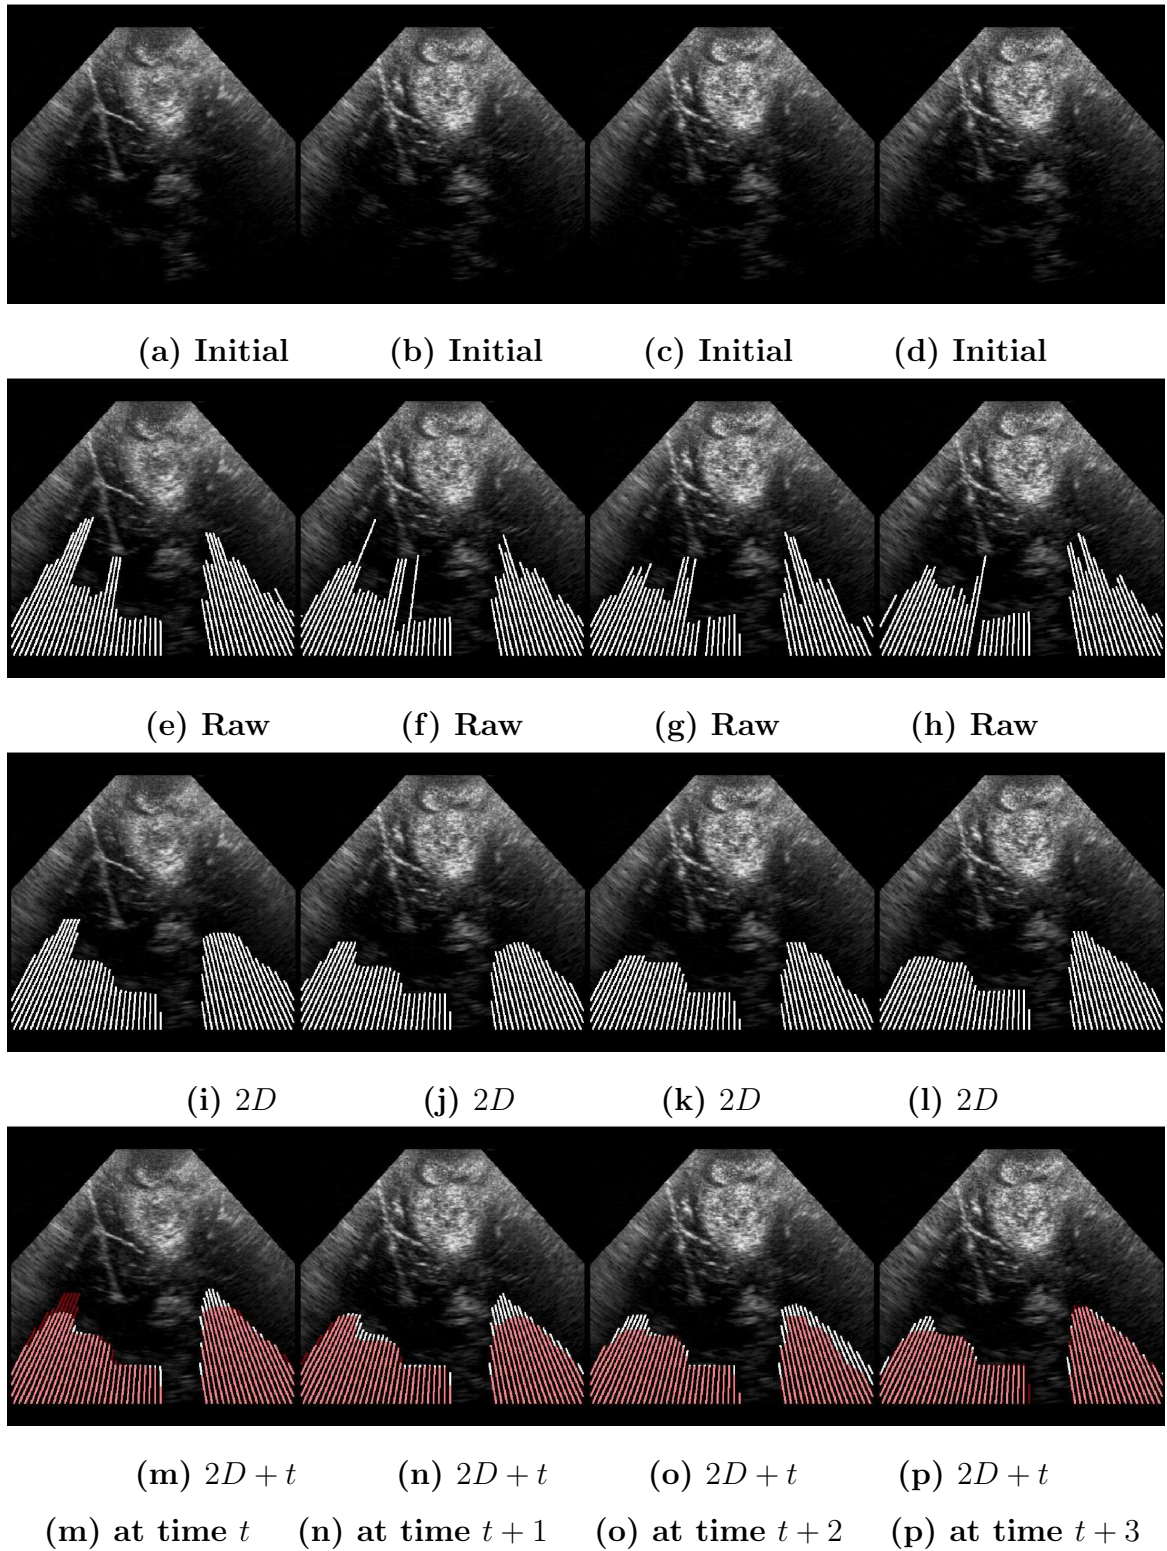 (a) Initial (b) Initial (c) Initial (d) Initial
(e) Raw (f) Raw (g) Raw (h) Raw
(i) 2D (j) 2D (k) 2D (l) 2D
(m) 2D + t (n) 2D + t (o) 2D + t (p) 2D + t
(m) at time t (n) at time t + 1 (o) at time t + 2 (p) at time t + 3